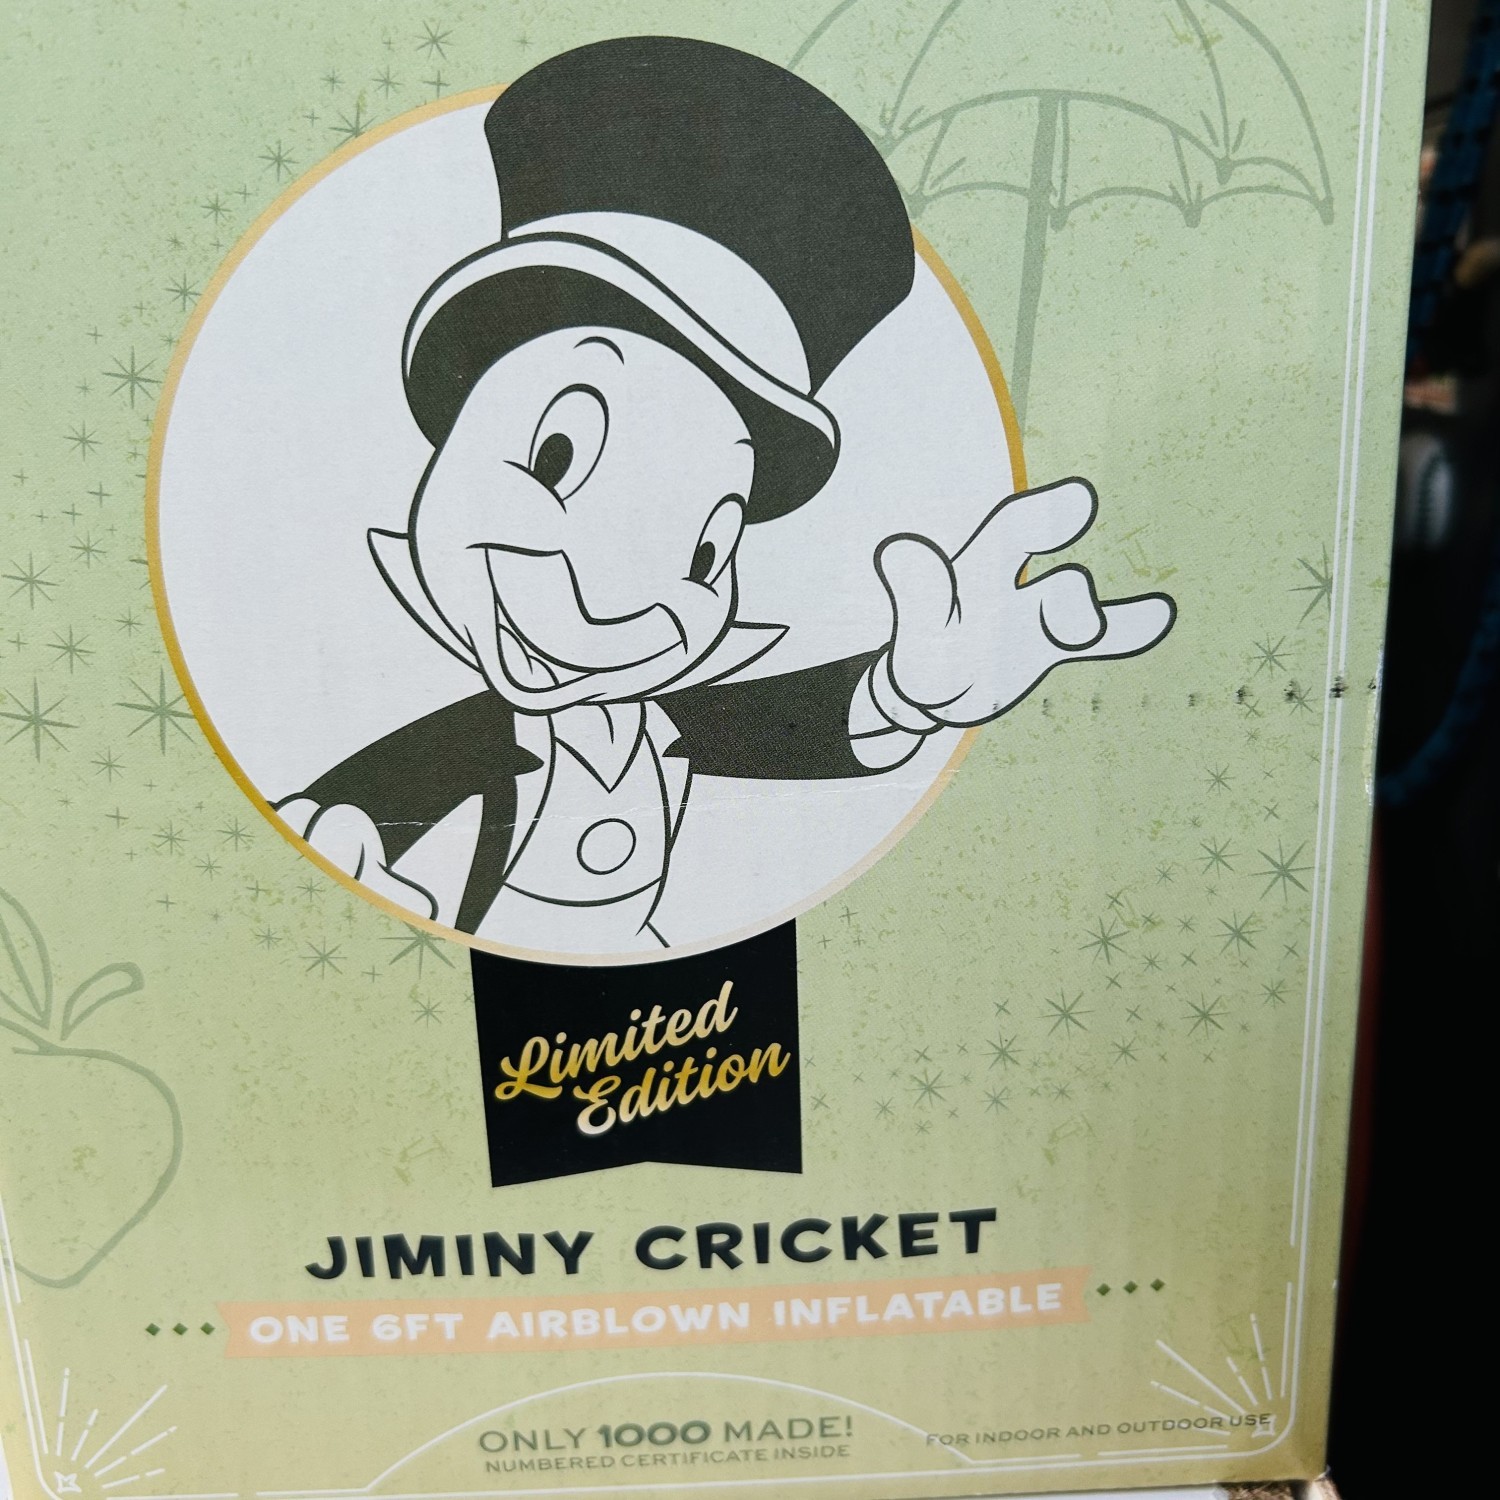 Limited
Edition
JIMINY CRICKET
ONE 6FT AIRBLOWN INFLATABLE
ONLY 1000 MADE!
NUMBERED CERTIFICATE INSIDE
FOR INDOOR AND OUTDOOR USE